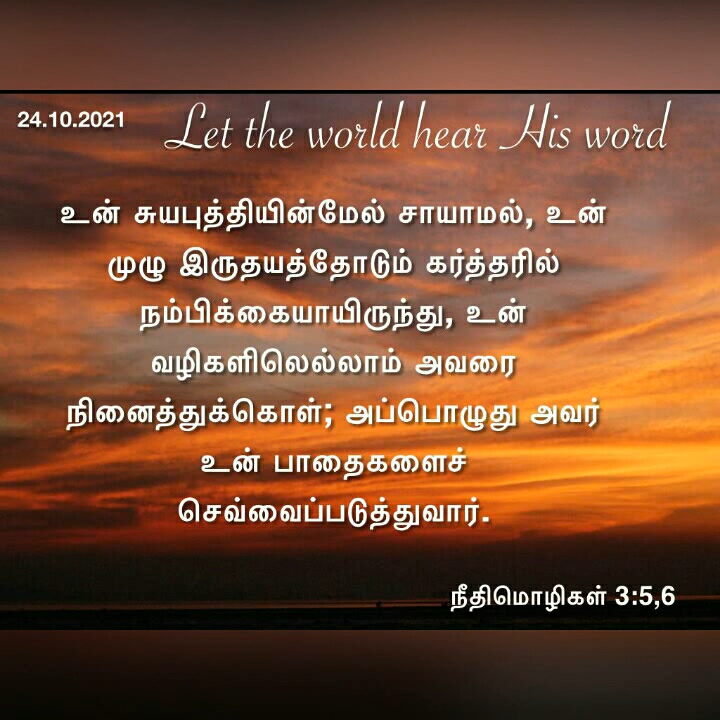 24.10.2021
Let the world hear His word
உன் சுயபுத்தியின்மேல் சாயாமல், உன்
முழு இருதயத்தோடும் கர்த்தரில்
நம்பிக்கையாயிருந்து, உன்
வழிகளிலெல்லாம் அவரை
நினைத்துக்கொள்; அப்பொழுது அவர்
உன் பாதைகளைச்
செவ்வைப்படுத்துவார்.
நீதிமொழிகள் 3:5,6